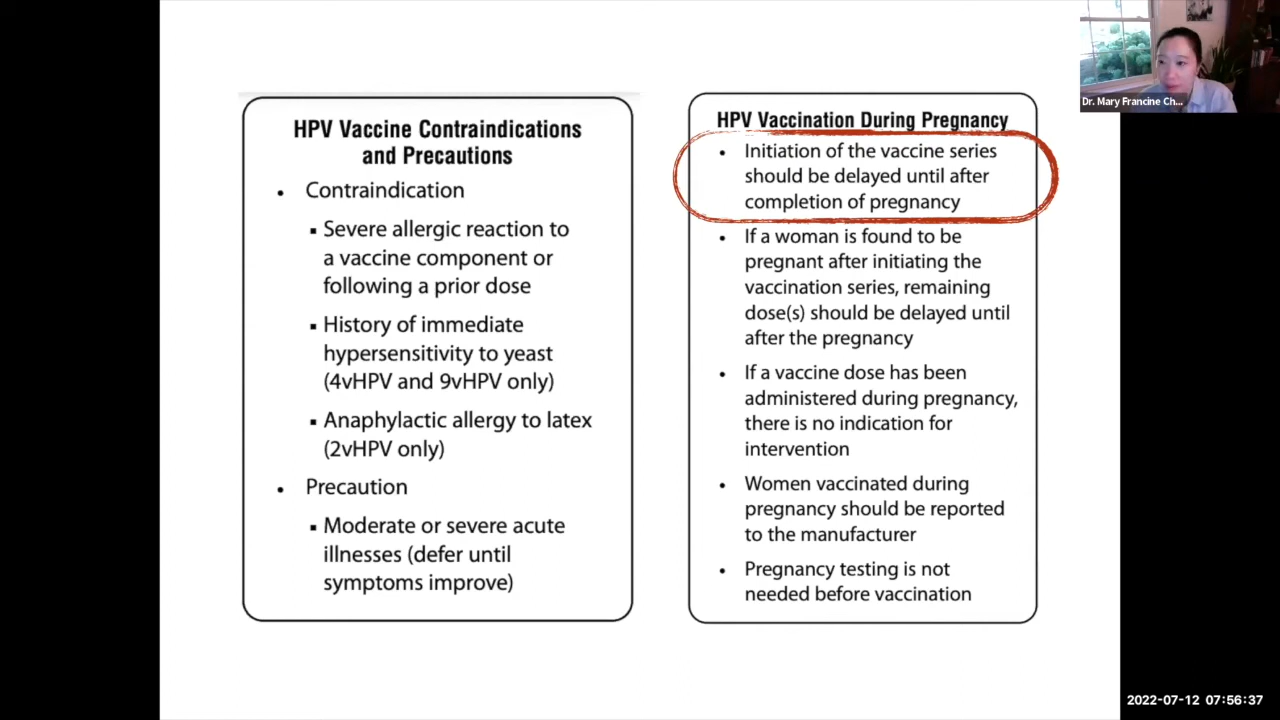 HPV Vaccine Contraindications
and Precautions
• Contraindication
▪ Severe allergic reaction to
a vaccine component or
following a prior dose
▪ History of immediate
hypersensitivity to yeast
(4vHPV and 9vHPV only)
▪ Anaphylactic allergy to latex
(2vHPV only)
• Precaution
▪ Moderate or severe acute
illnesses (defer until
symptoms improve)
HPV Vaccination During Pregnancy
• Initiation of the vaccine series
should be delayed until after
completion of pregnancy
• If a woman is found to be
pregnant after initiating the
vaccination series, remaining
dose(s) should be delayed until
after the pregnancy
• If a vaccine dose has been
administered during pregnancy,
there is no indication for
intervention
• Women vaccinated during
pregnancy should be reported
to the manufacturer
• Pregnancy testing is not
needed before vaccination
Dr. Mary Francine Ch...
2022-07-12 07:56:37